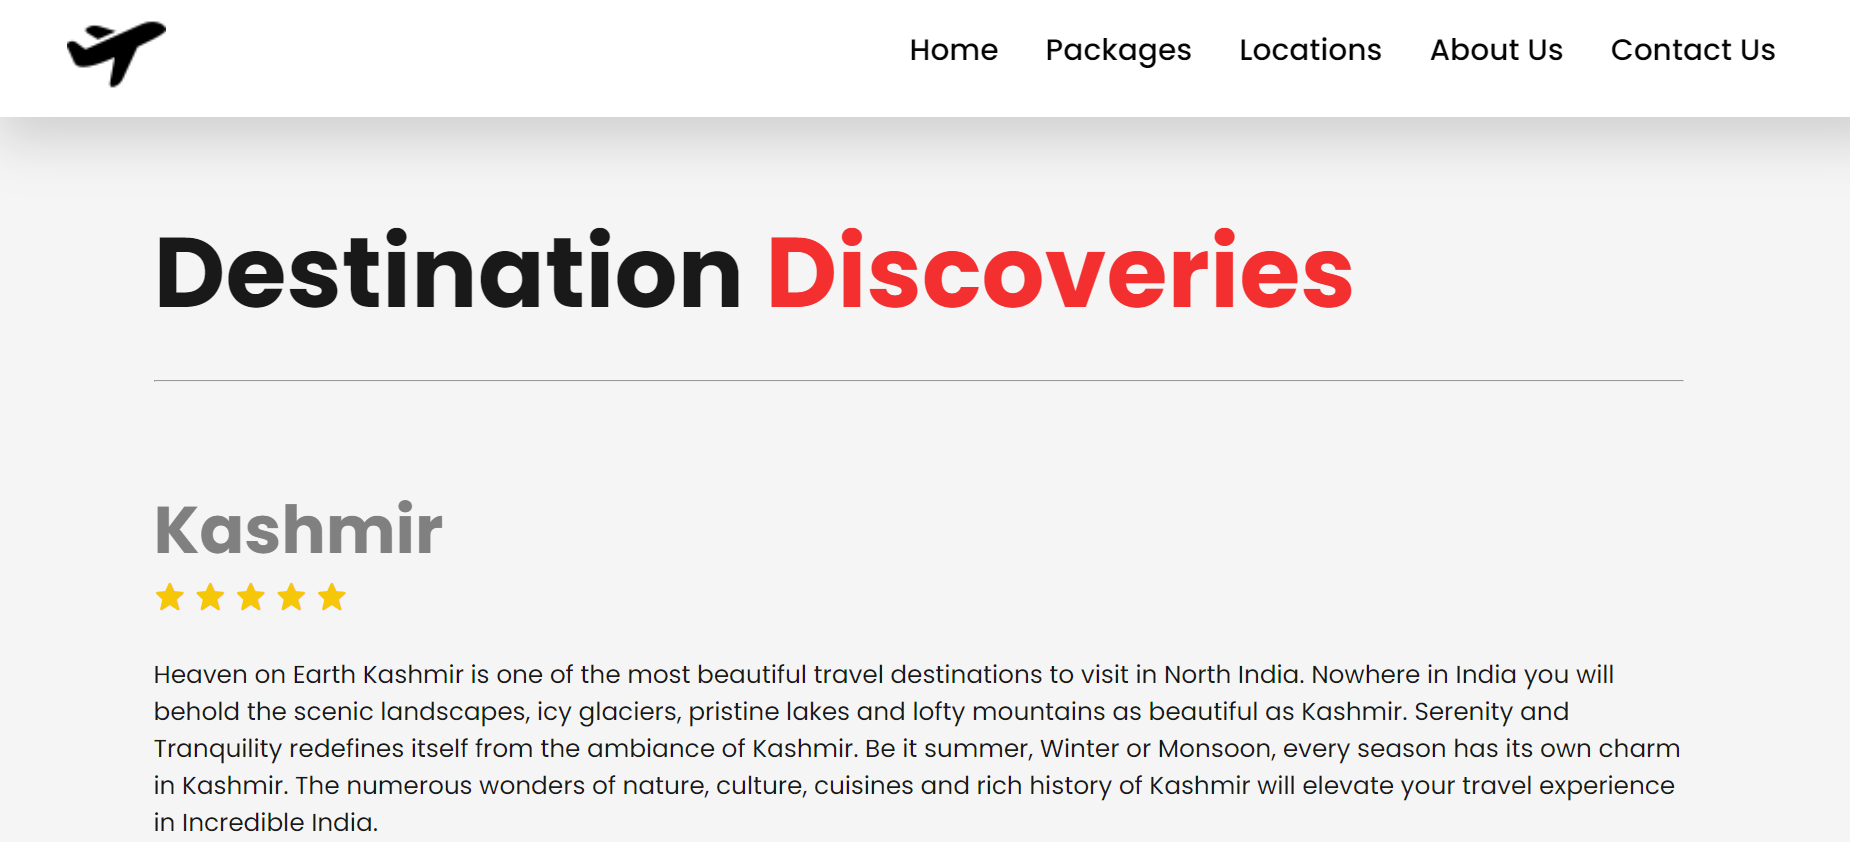 Home Packages Locations About Us Contact Us
Destination Discoveries
Kashmir
Heaven on Earth Kashmir is one of the most beautiful travel destinations to visit in North India. Nowhere in India you will
behold the scenic landscapes, icy glaciers, pristine lakes and lofty mountains as beautiful as Kashmir. Serenity and
Tranquility redefines itself from the ambiance of Kashmir. Be it summer, Winter or Monsoon, every season has its own charm
in Kashmir. The numerous wonders of nature, culture, cuisines and rich history of Kashmir will elevate your travel experience
in Incredible India.